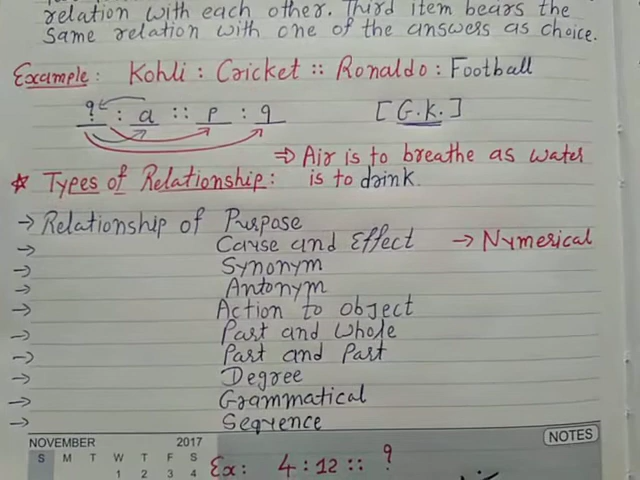 relation with each other. Third item bears the
same relation with one of the answers as choice.
Example: Kohli : Cricket :: Ronaldo : Football
? : a :: p : q [G.K.]
⇒ Air is to breathe as water
is to drink.
* Types of Relationship:
→ Relationship of Purpose
→ Cause and Effect → Nymerical
→ Synonym
→ Antonym
→ Action to Object
→ Part and Whole
→ Part and Part
→ Degree
→ Grammatical
→ Sequence
NOVEMBER 2017 NOTES
S M T W T F S
1 2 3 4
Ex: 4 : 12 :: ?